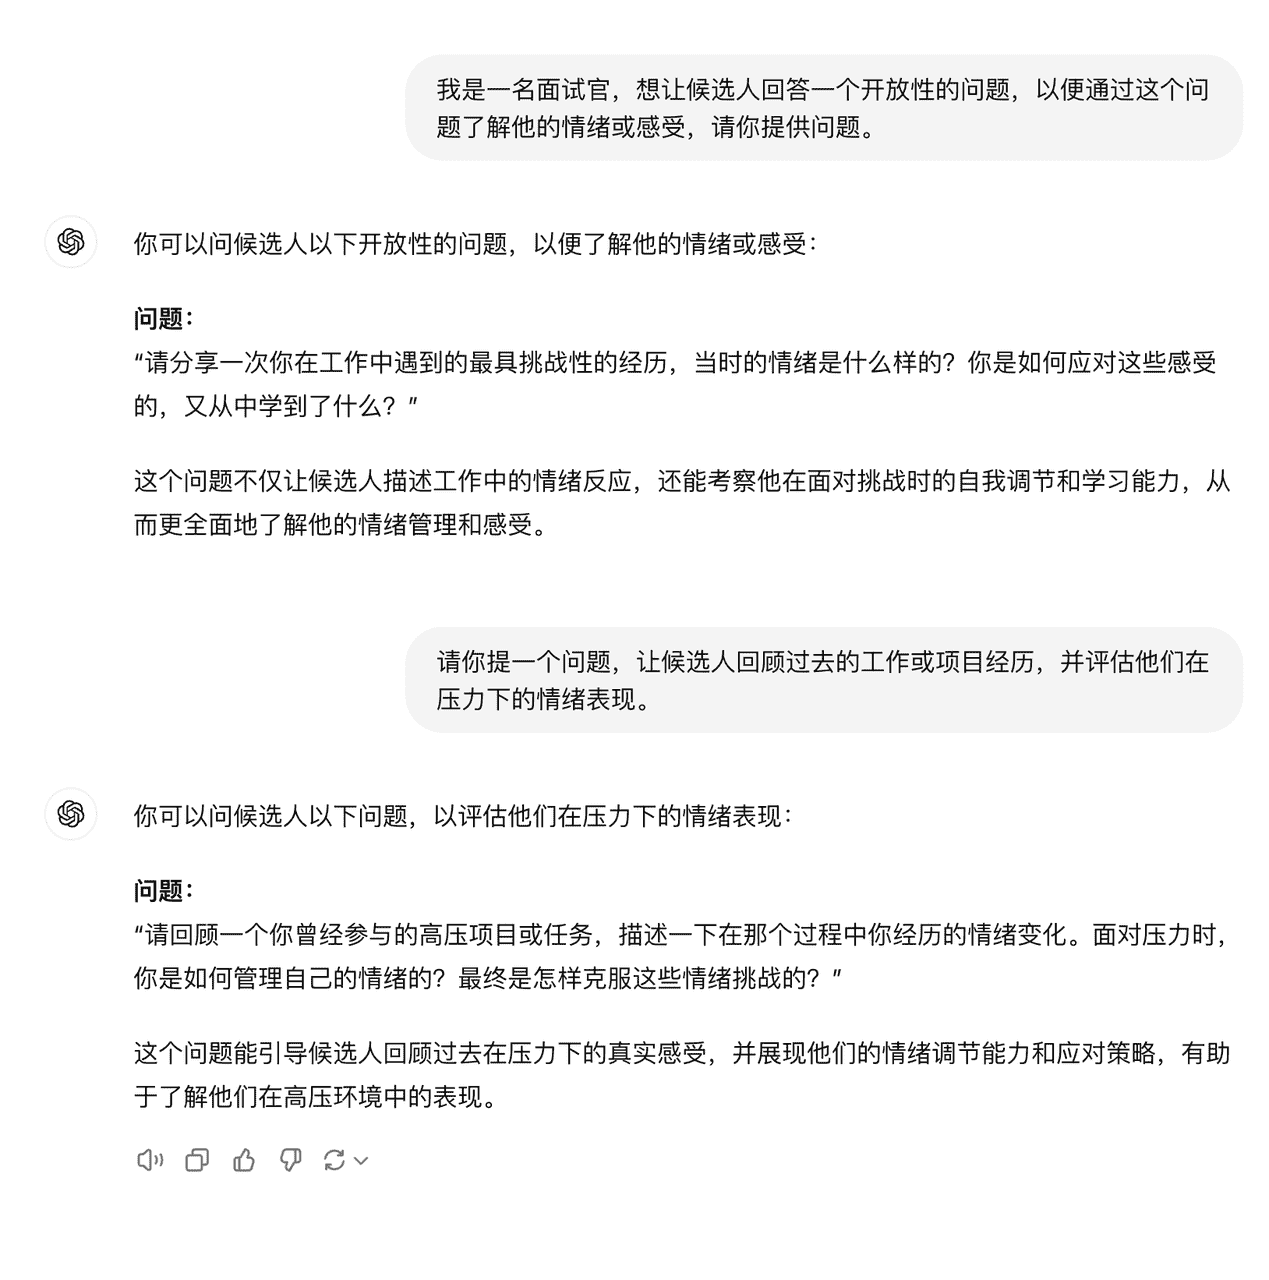 我是一名面试官，想让候选人回答一个开放性的问题，以便通过这个问
题了解他的情绪或感受，请你提供问题。
你可以问候选人以下开放性的问题，以便了解他的情绪或感受：
问题：
“请分享一次你在工作中遇到的最具挑战性的经历，当时的情绪是什么样的？你是如何应对这些感受
的，又从中学到了什么？”
这个问题不仅让候选人描述工作中的情绪反应，还能考察他在面对挑战时的自我调节和学习能力，从
而更全面地了解他的情绪管理和感受。
请你提一个问题，让候选人回顾过去的工作或项目经历，并评估他们在
压力下的情绪表现。
你可以问候选人以下问题，以评估他们在压力下的情绪表现：
问题：
“请回顾一个你曾经参与的高压项目或任务，描述一下在那个过程中你经历的情绪变化。面对压力时，
你是如何管理自己的情绪的？最终是怎样克服这些情绪挑战的？”
这个问题能引导候选人回顾过去在压力下的真实感受，并展现他们的情绪调节能力和应对策略，有助
于了解他们在高压环境中的表现。